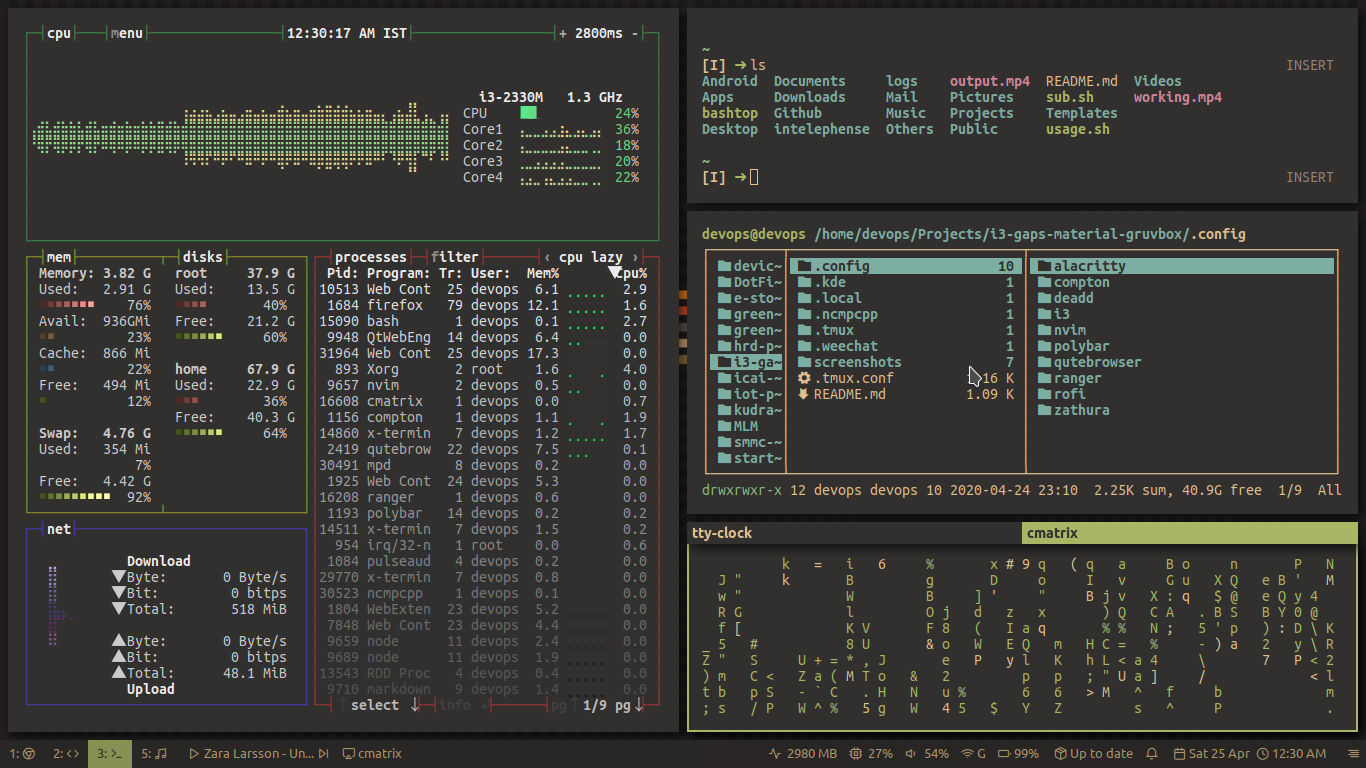 cpu menu 12:30:17 AM IST + 2800ms -
i3-2330M 1.3 GHz
CPU 24%
Core1 36%
Core2 18%
Core3 20%
Core4 22%
mem disks
Memory: 3.82 G root 37.9 G
Used: 2.91 G Used: 13.5 G
76% 40%
Avail: 936GMi Free: 21.2 G
23% 60%
Cache: 866 Mi
22% home 67.9 G
Free: 494 Mi Used: 22.9 G
12% 36%
Free: 40.3 G
Swap: 4.76 G 64%
Used: 354 Mi
7%
Free: 4.42 G
92%
net
Download
▼Byte: 0 Byte/s
▼Bit: 0 bitps
▼Total: 518 MiB
▲Byte: 0 Byte/s
▲Bit: 0 bitps
▲Total: 48.1 MiB
Upload
processes filter ‹ cpu lazy ›
Pid: Program: Tr: User: Mem% Cpu%
10513 Web Cont 25 devops 6.1 2.9
1684 firefox 79 devops 12.1 1.6
15090 bash 1 devops 0.1 2.7
9948 QtWebEng 14 devops 6.4 0.0
31964 Web Cont 25 devops 17.3 0.0
893 Xorg 2 root 1.6 4.0
9657 nvim 2 devops 0.5 0.0
16608 cmatrix 1 devops 0.0 0.7
1156 compton 1 devops 1.1 1.9
14860 x-termin 7 devops 1.2 1.7
2419 qutebrow 22 devops 7.5 0.1
30491 mpd 8 devops 0.2 0.0
1925 Web Cont 24 devops 5.3 0.0
16208 ranger 1 devops 0.6 0.0
1193 polybar 14 devops 0.2 0.2
14511 x-termin 7 devops 1.5 0.2
954 irq/32-n 1 root 0.0 0.6
1084 pulseaud 4 devops 0.2 0.2
29770 x-termin 7 devops 0.8 0.1
30523 ncmpcpp 1 devops 0.1 0.0
1804 WebExten 23 devops 5.2 0.0
7848 Web Cont 23 devops 4.4 0.0
9659 node 11 devops 2.4 0.0
9689 node 11 devops 1.9 0.0
13543 RDD Proc 4 devops 0.4 0.0
9710 markdown 9 devops 1.4 0.0
↑ select ↓ info ↲ pg↑ 1/9 pg↓
~
[I] ➜ ls INSERT
Android Documents logs output.mp4 README.md Videos
Apps Downloads Mail Pictures sub.sh working.mp4
bashtop Github Music Projects Templates
Desktop intelephense Others Public usage.sh
~
[I] ➜ INSERT
devops@devops /home/devops/Projects/i3-gaps-material-gruvbox/.config
devic~ .config 10 alacritty
DotFi~ .kde 1 compton
e-sto~ .local 1 deadd
green~ .ncmpcpp 1 i3
green~ .tmux 1 nvim
hrd-p~ .weechat 1 polybar
i3-ga~ screenshots 7 qutebrowser
icai-~ .tmux.conf 16 K ranger
iot-p~ README.md 1.09 K rofi
kudra~ zathura
MLM
smmc-~
start~
drwxrwxr-x 12 devops devops 10 2020-04-24 23:10 2.25K sum, 40.9G free 1/9 All
tty-clock cmatrix
k = i 6 % x # 9 q ( q a B o n P N
J " k B g D o I v G u X Q e B ' M
w " W B ] ' " B j v X : q $ @ e Q y 4
R G l O j d z x ) Q C A . B S B Y 0 @
f [ K V F 8 ( I a q % % N ; 5 ' p ) : D \ K
_ 5 # 8 U & o W E Q m H C = % - ) a 2 y \ R
Z " S U + = * , J e P y l K h L < a 4 \ 7 P < 2
) m C < Z a ( M T o & 2 p p ; " U a ] / < l
t b p S - ` C . H N u % 6 6 > M ^ f b m
; s / P W ^ % 5 g W 4 5 $ Y Z s ^ P .
1: 2: 3: 5: Zara Larsson - Un... cmatrix 2980 MB 27% 54% G 99% Up to date Sat 25 Apr 12:30 AM